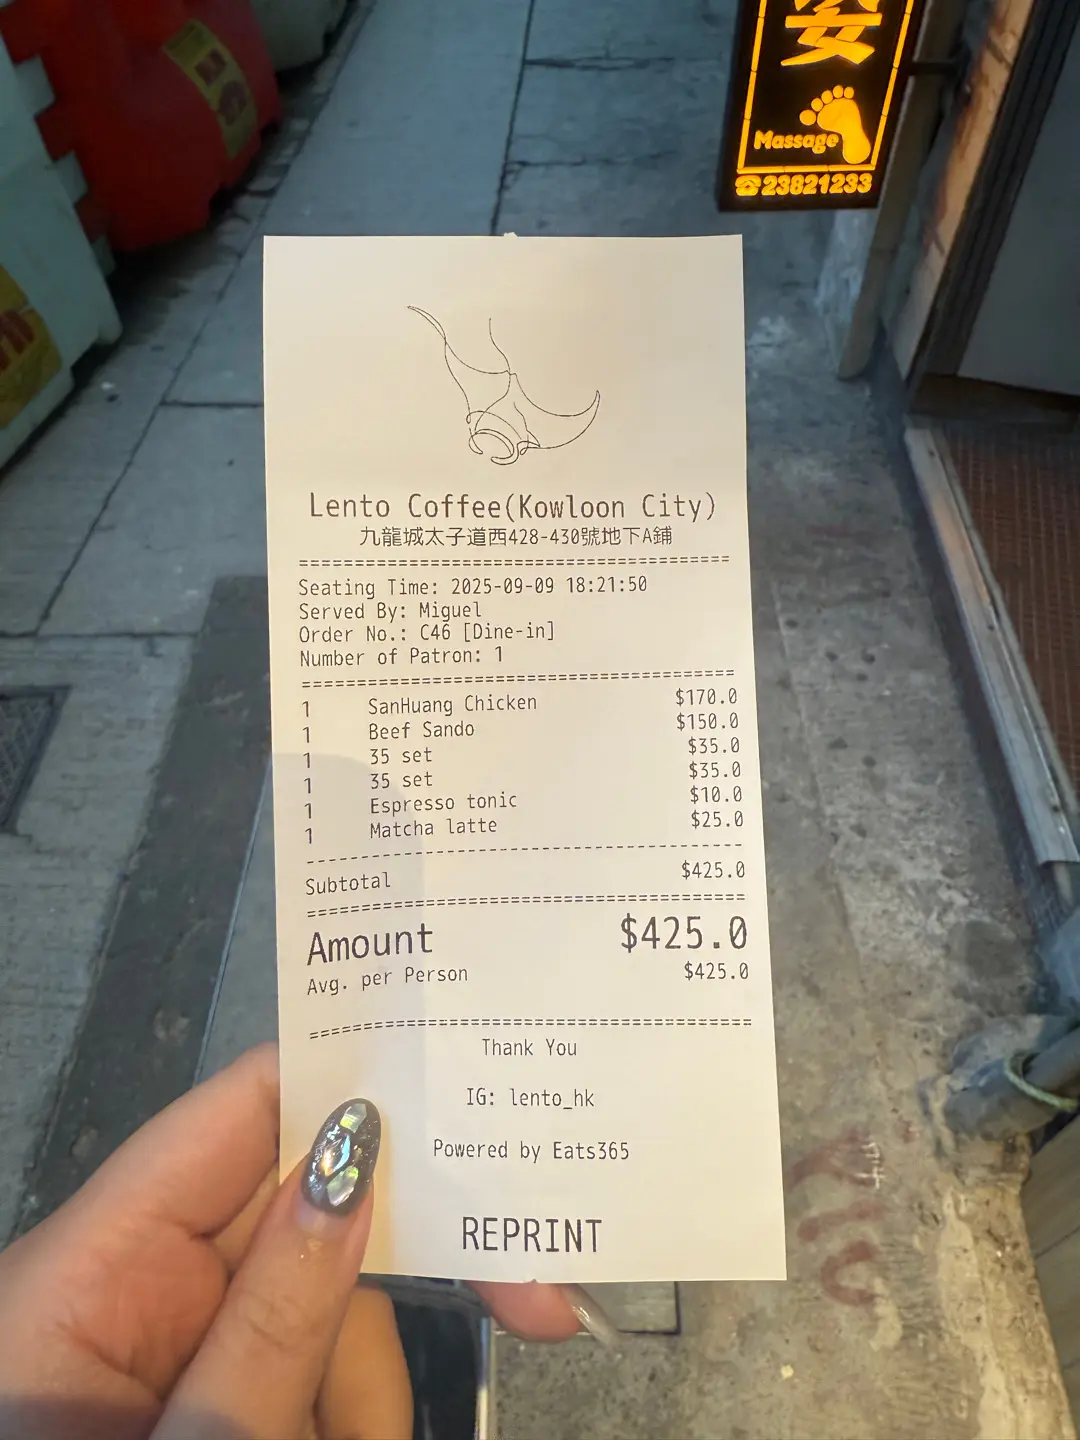 姿
Massage
☎23821233
Lento Coffee(Kowloon City)
九龍城太子道西428-430號地下A鋪
Seating Time: 2025-09-09 18:21:50
Served By: Miguel
Order No.: C46 [Dine-in]
Number of Patron: 1
1 SanHuang Chicken $170.0
1 Beef Sando $150.0
1 35 set $35.0
1 35 set $35.0
1 Espresso tonic $10.0
1 Matcha latte $25.0
Subtotal $425.0
Amount $425.0
Avg. per Person $425.0
Thank You
IG: lento_hk
Powered by Eats365
REPRINT